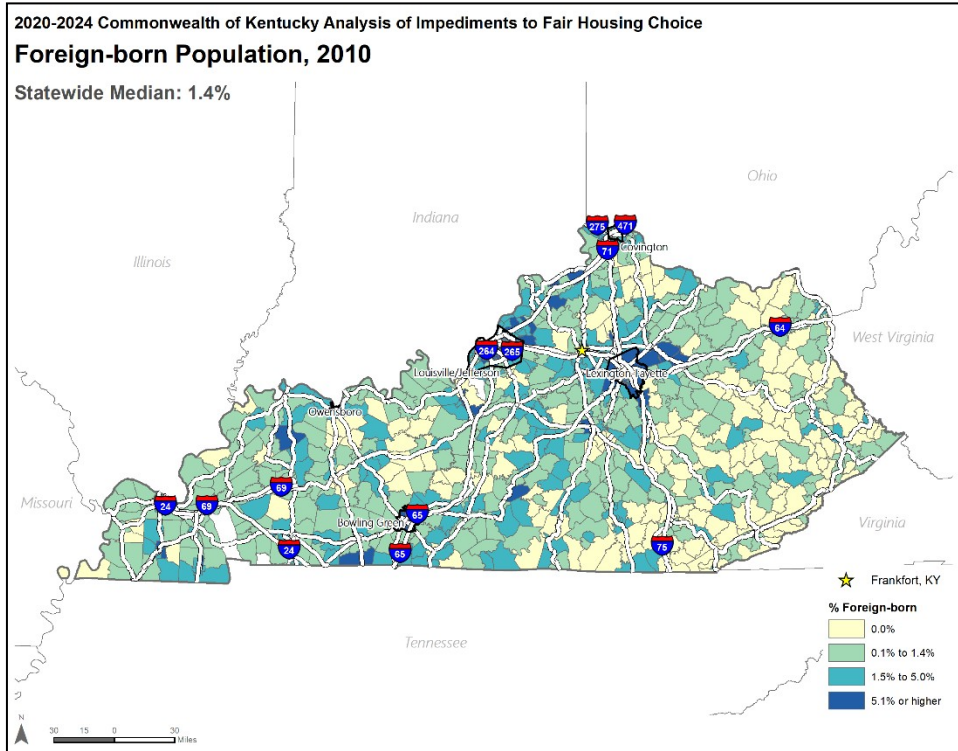 2020-2024 Commonwealth of Kentucky Analysis of Impediments to Fair Housing Choice
Foreign-born Population, 2010
Statewide Median: 1.4%
Ohio
Indiana
Illinois
275
471
71
Covington
64
West Virginia
264
265
Louisville/Jefferson
Lexington-Fayette
Owensboro
Missouri
24
69
69
65
Bowling Green
Virginia
24
65
75
Tennessee
Frankfort, KY
% Foreign-born
0.0%
0.1% to 1.4%
1.5% to 5.0%
5.1% or higher
N
30 15 0 30
Miles